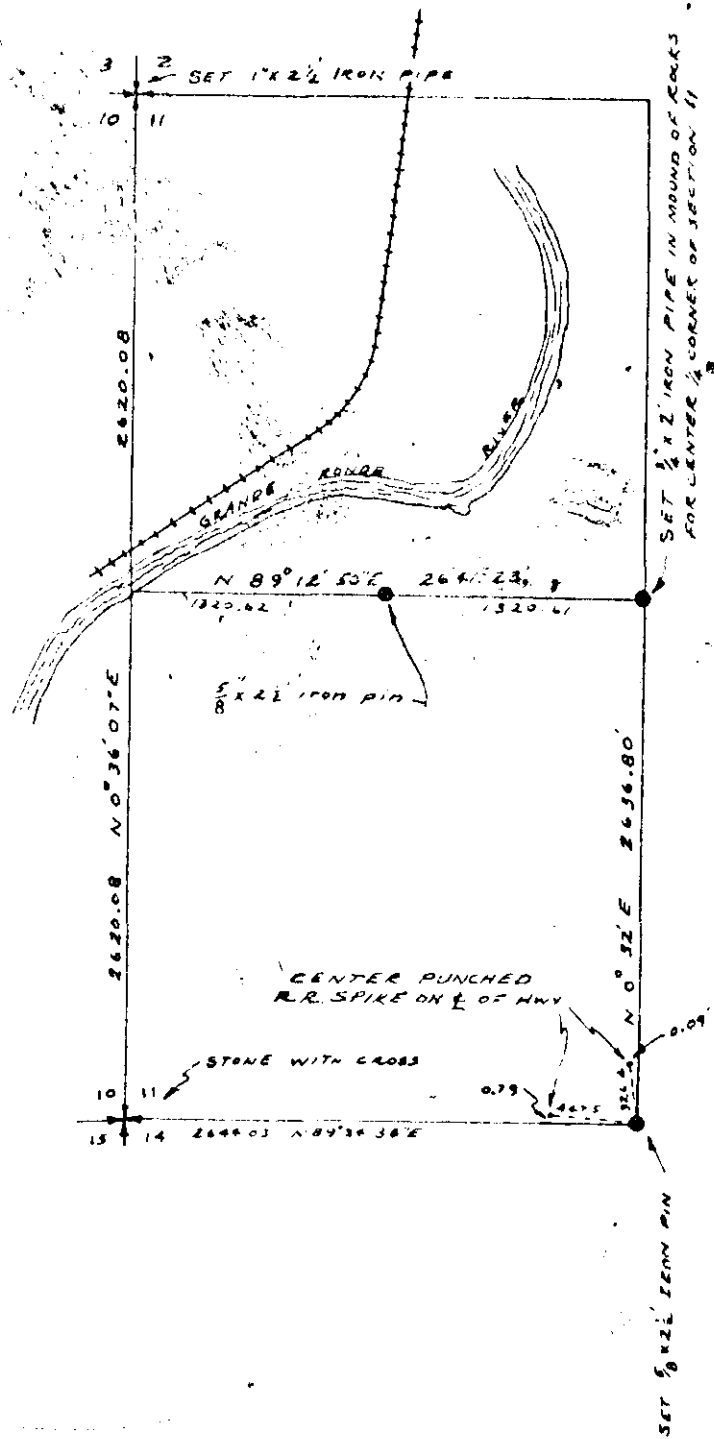 3 2
SET 1" X 2½' IRON PIPE
10 11
SET ¾" X 2' IRON PIPE IN MOUND OF ROCKS
FOR CENTER ¼ CORNER OF SECTION 11
2620.08
GRANDE RONDE RIVER
N 89° 12' 50" E 2641.23
1320.62 1320.61
⅝" X 2½' IRON PIN
2620.08 N 0° 36' 07" E
N 0° 32' E 2636.80'
CENTER PUNCHED
R.R. SPIKE ON ℄ OF HWY
0.09'
STONE WITH CROSS
10 11
0.79
15 14
2644.03 N 89° 34' 36" E
SET ⅝" X 2½' IRON PIN